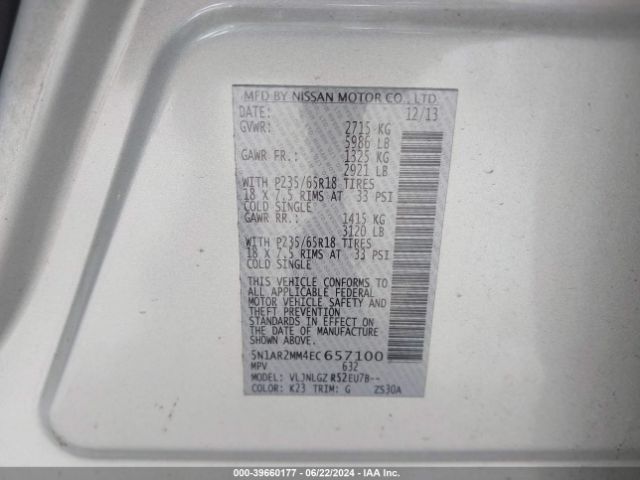 MFD BY NISSAN MOTOR CO., LTD.
DATE: 12/13
GVWR: 2715 KG
5986 LB
GAWR FR.: 1325 KG
2921 LB
WITH P235/65R18 TIRES
18 X 7.5 RIMS AT 33 PSI
COLD SINGLE
GAWR RR.: 1415 KG
3120 LB
WITH P235/65R18 TIRES
18 X 7.5 RIMS AT 33 PSI
COLD SINGLE
THIS VEHICLE CONFORMS TO
ALL APPLICABLE FEDERAL
MOTOR VEHICLE SAFETY AND
THEFT PREVENTION
STANDARDS IN EFFECT ON
THE DATE OF MANUFACTURE
SHOWN ABOVE.
5N1AR2MM4EC657100
MPV 632
MODEL: VLJNLGZ R52EU7B--
COLOR: K23 TRIM: G ZS30A
000-39660177 - 06/22/2024 - IAA Inc.